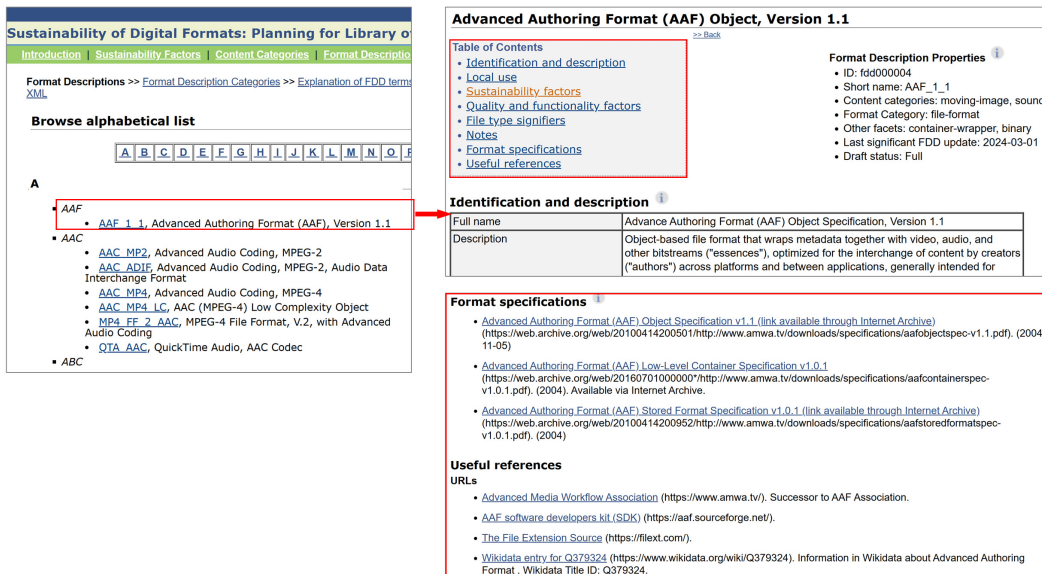 Sustainability of Digital Formats: Planning for Library o
Introduction | Sustainability Factors | Content Categories | Format Descriptio
Format Descriptions >> Format Description Categories >> Explanation of FDD terms
XML
Browse alphabetical list
A B C D E F G H I J K L M N O
A
AAF
AAF_1_1, Advanced Authoring Format (AAF), Version 1.1
AAC
AAC_MP2, Advanced Audio Coding, MPEG-2
AAC_ADIF, Advanced Audio Coding, MPEG-2, Audio Data
Interchange Format
AAC_MP4, Advanced Audio Coding, MPEG-4
AAC_MP4_LC, AAC (MPEG-4) Low Complexity Object
MP4_FF_2_AAC, MPEG-4 File Format, V.2, with Advanced
Audio Coding
QTA_AAC, QuickTime Audio, AAC Codec
ABC
Advanced Authoring Format (AAF) Object, Version 1.1
>> Back
Table of Contents
Identification and description
Local use
Sustainability factors
Quality and functionality factors
File type signifiers
Notes
Format specifications
Useful references
Format Description Properties i
ID: fdd000004
Short name: AAF_1_1
Content categories: moving-image, sound
Format Category: file-format
Other facets: container-wrapper, binary
Last significant FDD update: 2024-03-01
Draft status: Full
Identification and description i
Full name Advance Authoring Format (AAF) Object Specification, Version 1.1
Description Object-based file format that wraps metadata together with video, audio, and
other bitstreams ("essences"), optimized for the interchange of content by creators
("authors") across platforms and between applications, generally intended for
Format specifications i
Advanced Authoring Format (AAF) Object Specification v1.1 (link available through Internet Archive)
(https://web.archive.org/web/20100414200501/http://www.amwa.tv/downloads/specifications/aafobjectspec-v1.1.pdf). (2004
11-05)
Advanced Authoring Format (AAF) Low-Level Container Specification v1.0.1
(https://web.archive.org/web/20160701000000*/http://www.amwa.tv/downloads/specifications/aafcontainerspec-
v1.0.1.pdf). (2004). Available via Internet Archive.
Advanced Authoring Format (AAF) Stored Format Specification v1.0.1 (link available through Internet Archive)
(https://web.archive.org/web/20100414200952/http://www.amwa.tv/downloads/specifications/aafstoredformatspec-
v1.0.1.pdf). (2004)
Useful references
URLs
Advanced Media Workflow Association (https://www.amwa.tv/). Successor to AAF Association.
AAF software developers kit (SDK) (https://aaf.sourceforge.net/).
The File Extension Source (https://filext.com/).
Wikidata entry for Q379324 (https://www.wikidata.org/wiki/Q379324). Information in Wikidata about Advanced Authoring
Format . Wikidata Title ID: Q379324.